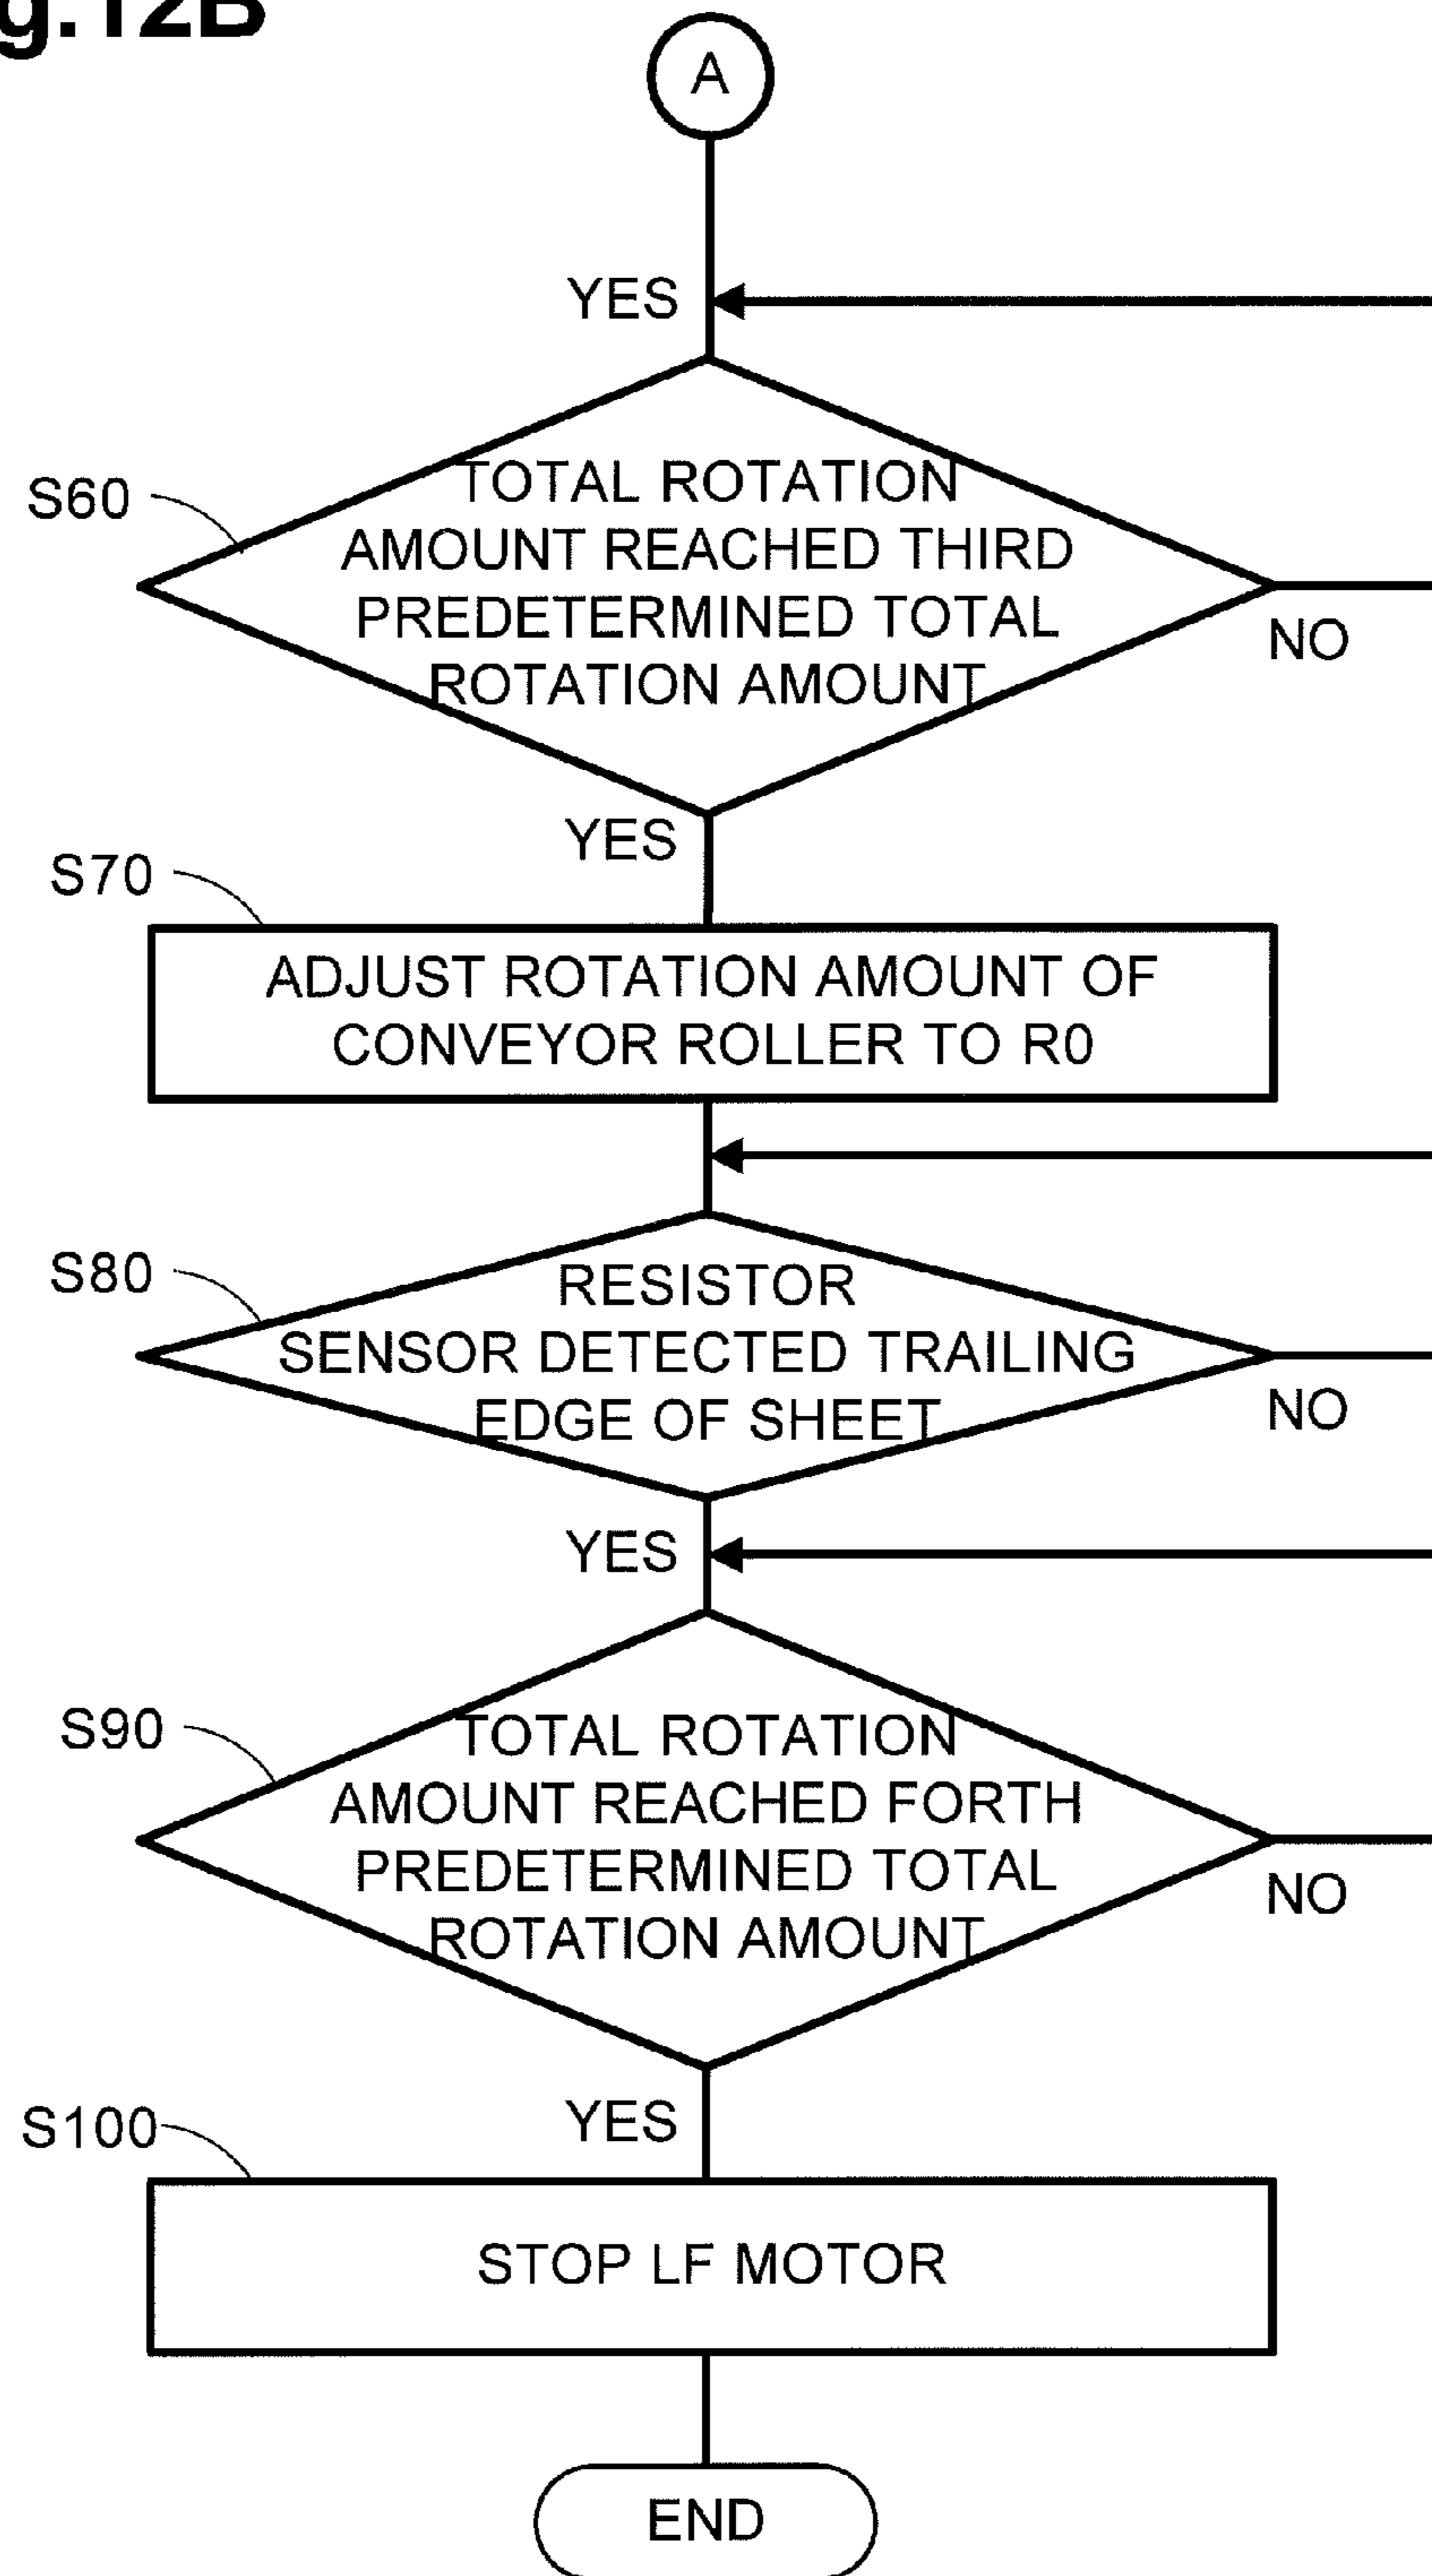 g.12B
A
YES
S60
TOTAL ROTATION
AMOUNT REACHED THIRD
PREDETERMINED TOTAL
ROTATION AMOUNT
NO
YES
S70
ADJUST ROTATION AMOUNT OF
CONVEYOR ROLLER TO R0
S80
RESISTOR
SENSOR DETECTED TRAILING
EDGE OF SHEET
NO
YES
S90
TOTAL ROTATION
AMOUNT REACHED FORTH
PREDETERMINED TOTAL
ROTATION AMOUNT
NO
YES
S100
STOP LF MOTOR
END